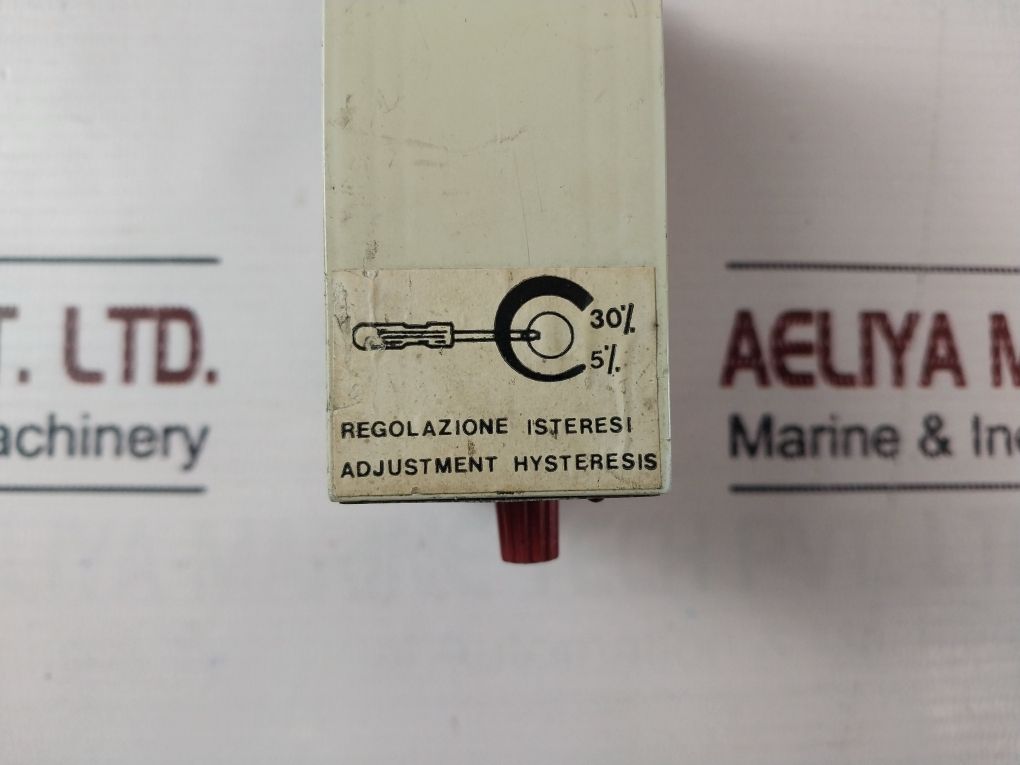 T. LTD.
achinery
30%
5%
REGOLAZIONE ISTERESI
ADJUSTMENT HYSTERESIS
AELIYA M
Marine & In